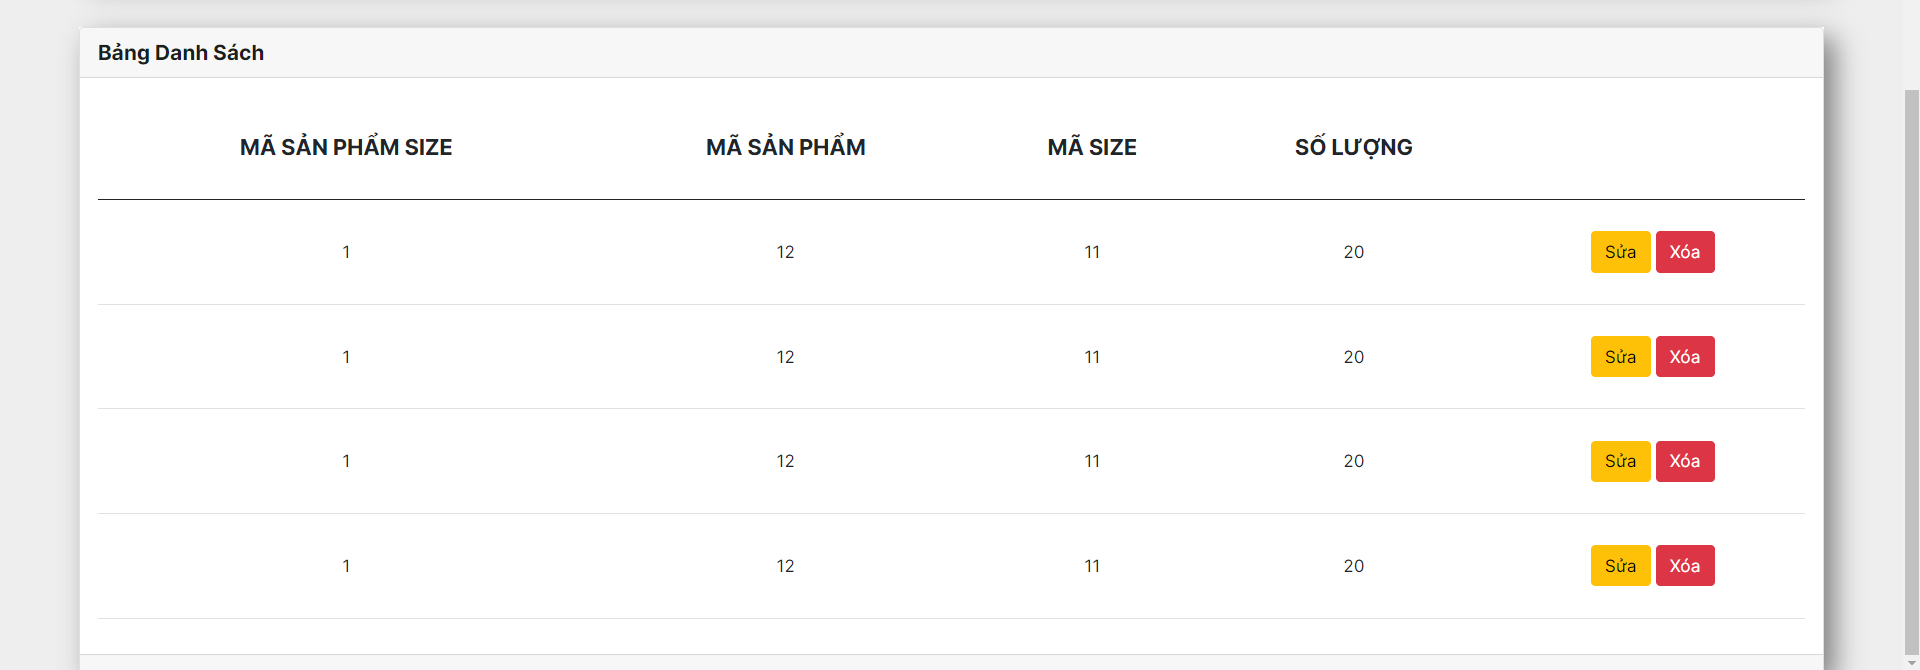 Bảng Danh Sách
MÃ SẢN PHẨM SIZE MÃ SẢN PHẨM MÃ SIZE SỐ LƯỢNG
1 12 11 20 Sửa Xóa
1 12 11 20 Sửa Xóa
1 12 11 20 Sửa Xóa
1 12 11 20 Sửa Xóa